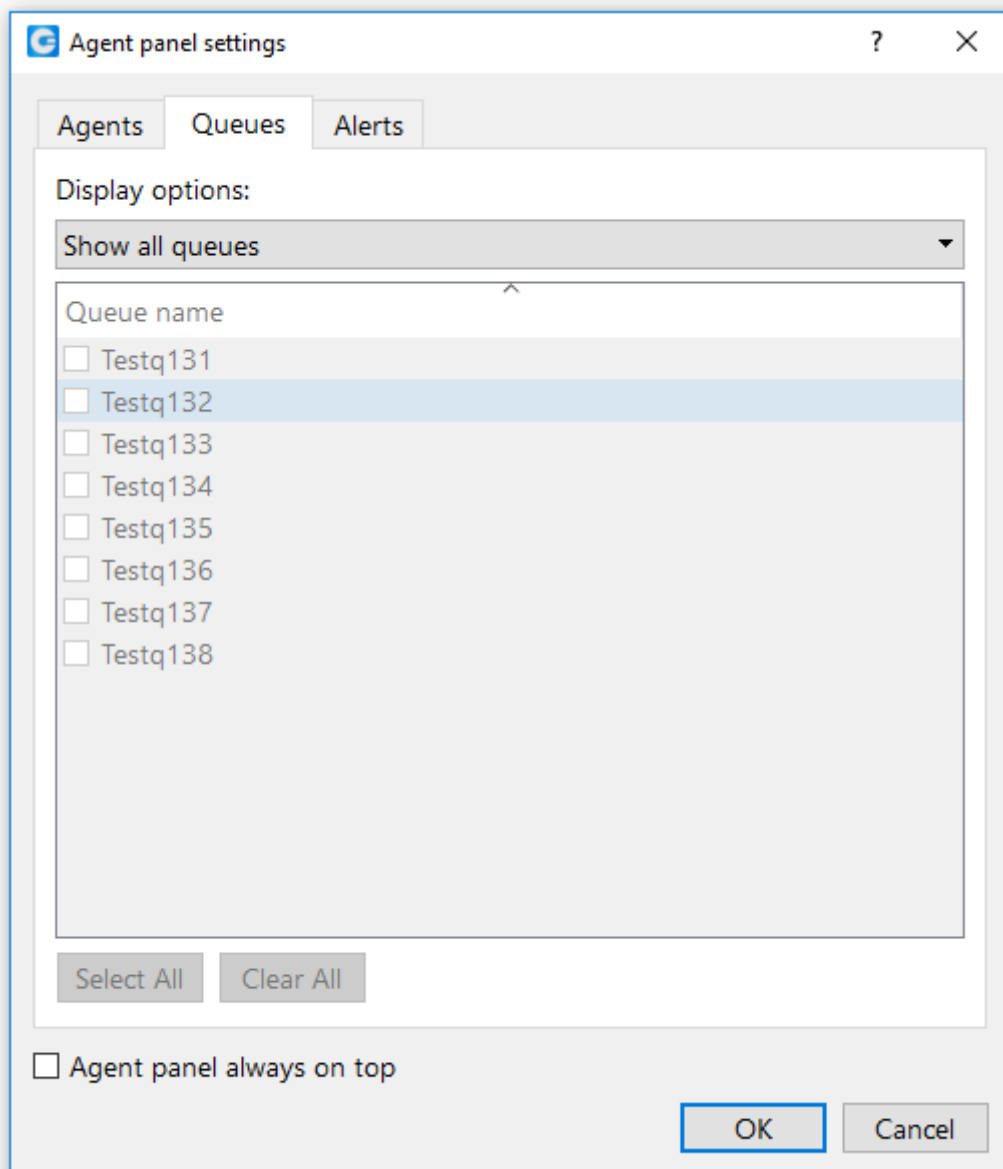 Agent panel settings ?
Agents Queues Alerts
Display options:
Show all queues
Queue name
Testq131
Testq132
Testq133
Testq134
Testq135
Testq136
Testq137
Testq138
Select All Clear All
Agent panel always on top
OK Cancel